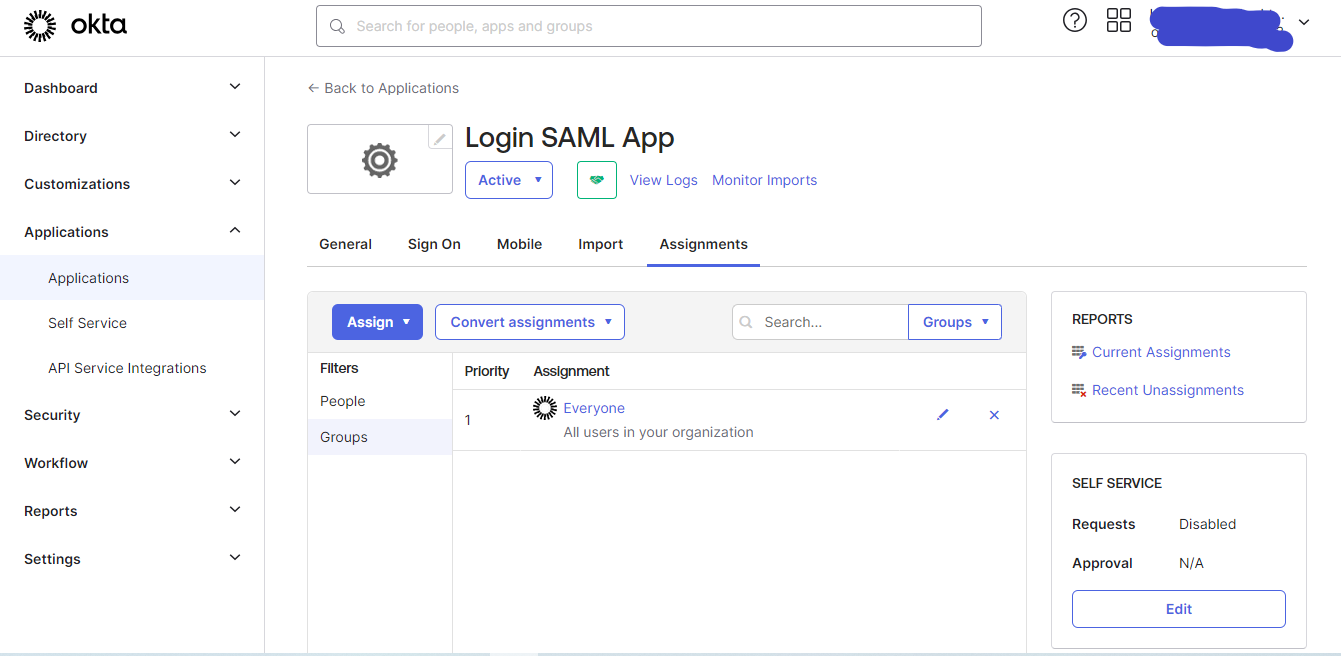 okta
Search for people, apps and groups
Dashboard
Directory
Customizations
Applications
Applications
Self Service
API Service Integrations
Security
Workflow
Reports
Settings
← Back to Applications
Login SAML App
Active
View Logs
Monitor Imports
General
Sign On
Mobile
Import
Assignments
Assign
Convert assignments
Search...
Groups
Filters
People
Groups
Priority
Assignment
1
Everyone
All users in your organization
REPORTS
Current Assignments
Recent Unassignments
SELF SERVICE
Requests Disabled
Approval N/A
Edit